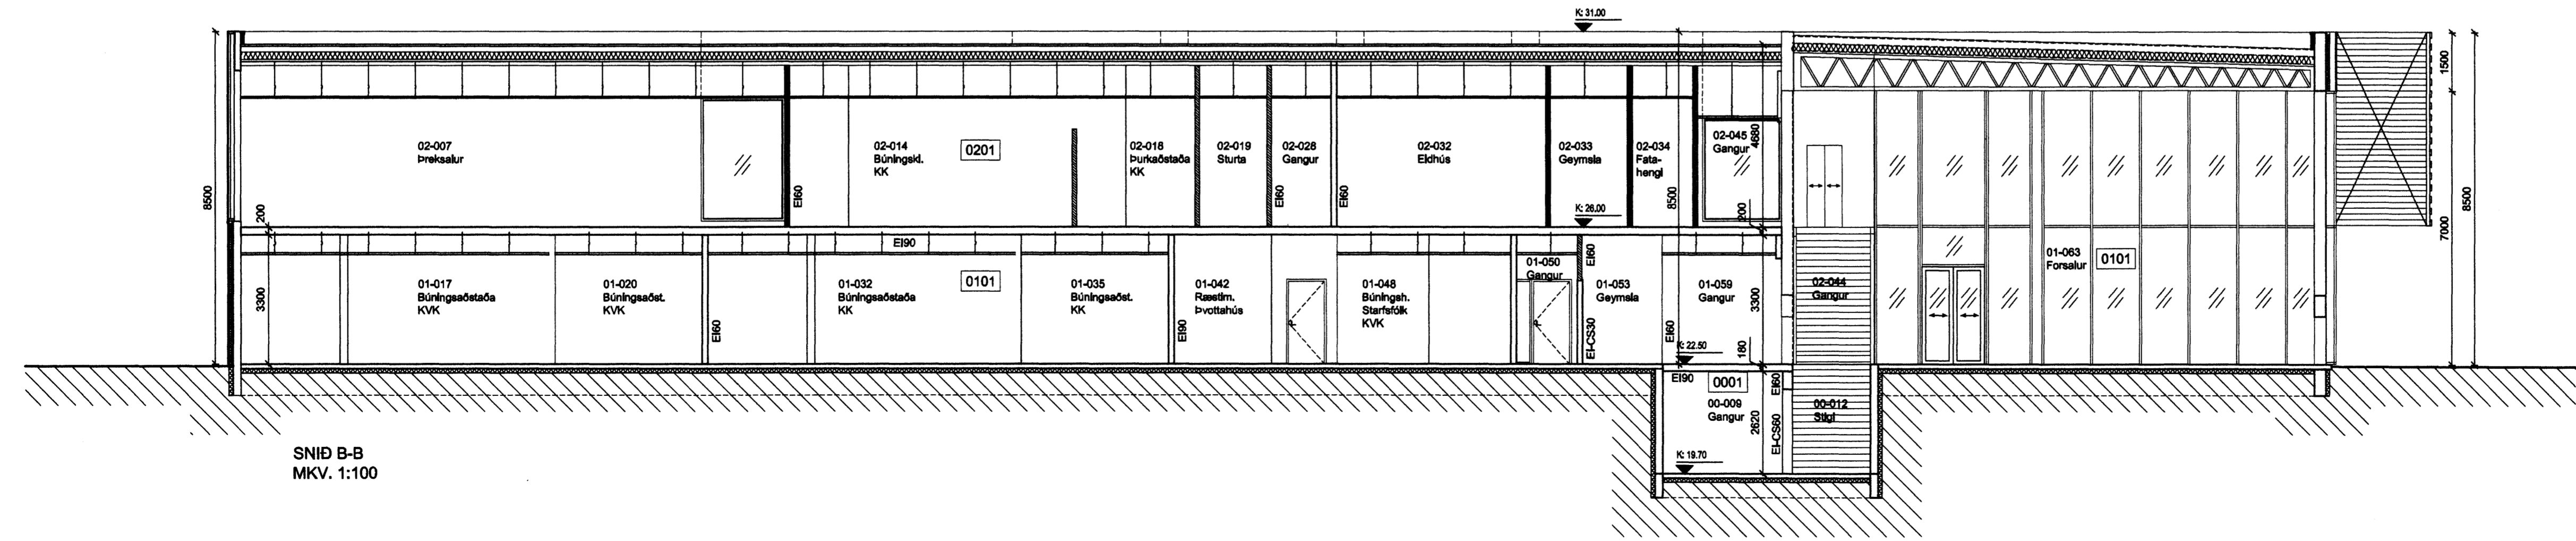 K: 31.00
8500
02-007
Þreksalur
EI60
02-014
Búningskl.
KK
0201
02-018
Þurkaðstaða
KK
02-019
Sturta
02-028
Gangur
EI60
EI60
02-032
Eldhús
02-033
Geymsla
K: 26.00
02-034
Fata-
hengi
8500
02-045
Gangur
4680
200
200
1500
7000
8500
3300
01-017
Búningsaðstaða
KVK
01-020
Búningsaðst.
KVK
EI60
EI90
01-032
Búningsaðstaða
KK
0101
01-035
Búningsaðst.
KK
EI90
01-042
Ræstim.
Þvottahús
01-048
Búningsh.
Starfsfólk
KVK
01-050
Gangur
EI60
EI-CS30
01-053
Geymsla
EI60
01-059
Gangur
3300
K: 22.50
180
02-044
Gangur
01-063
Forsalur
0101
EI90
0001
EI60
00-009
Gangur
2620
EI-CS60
00-012
Stigi
K: 19.70
SNIÐ B-B
MKV. 1:100